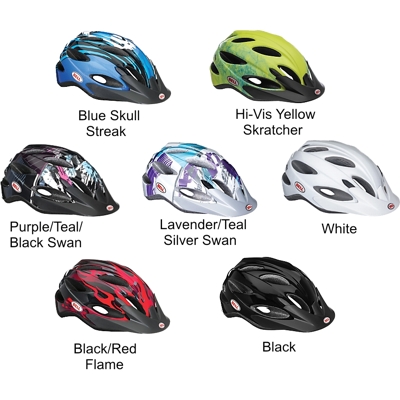 Blue Skull
Streak
Hi-Vis Yellow
Skratcher
Purple/Teal/
Black Swan
Lavender/Teal
Silver Swan
White
Black/Red
Flame
Black